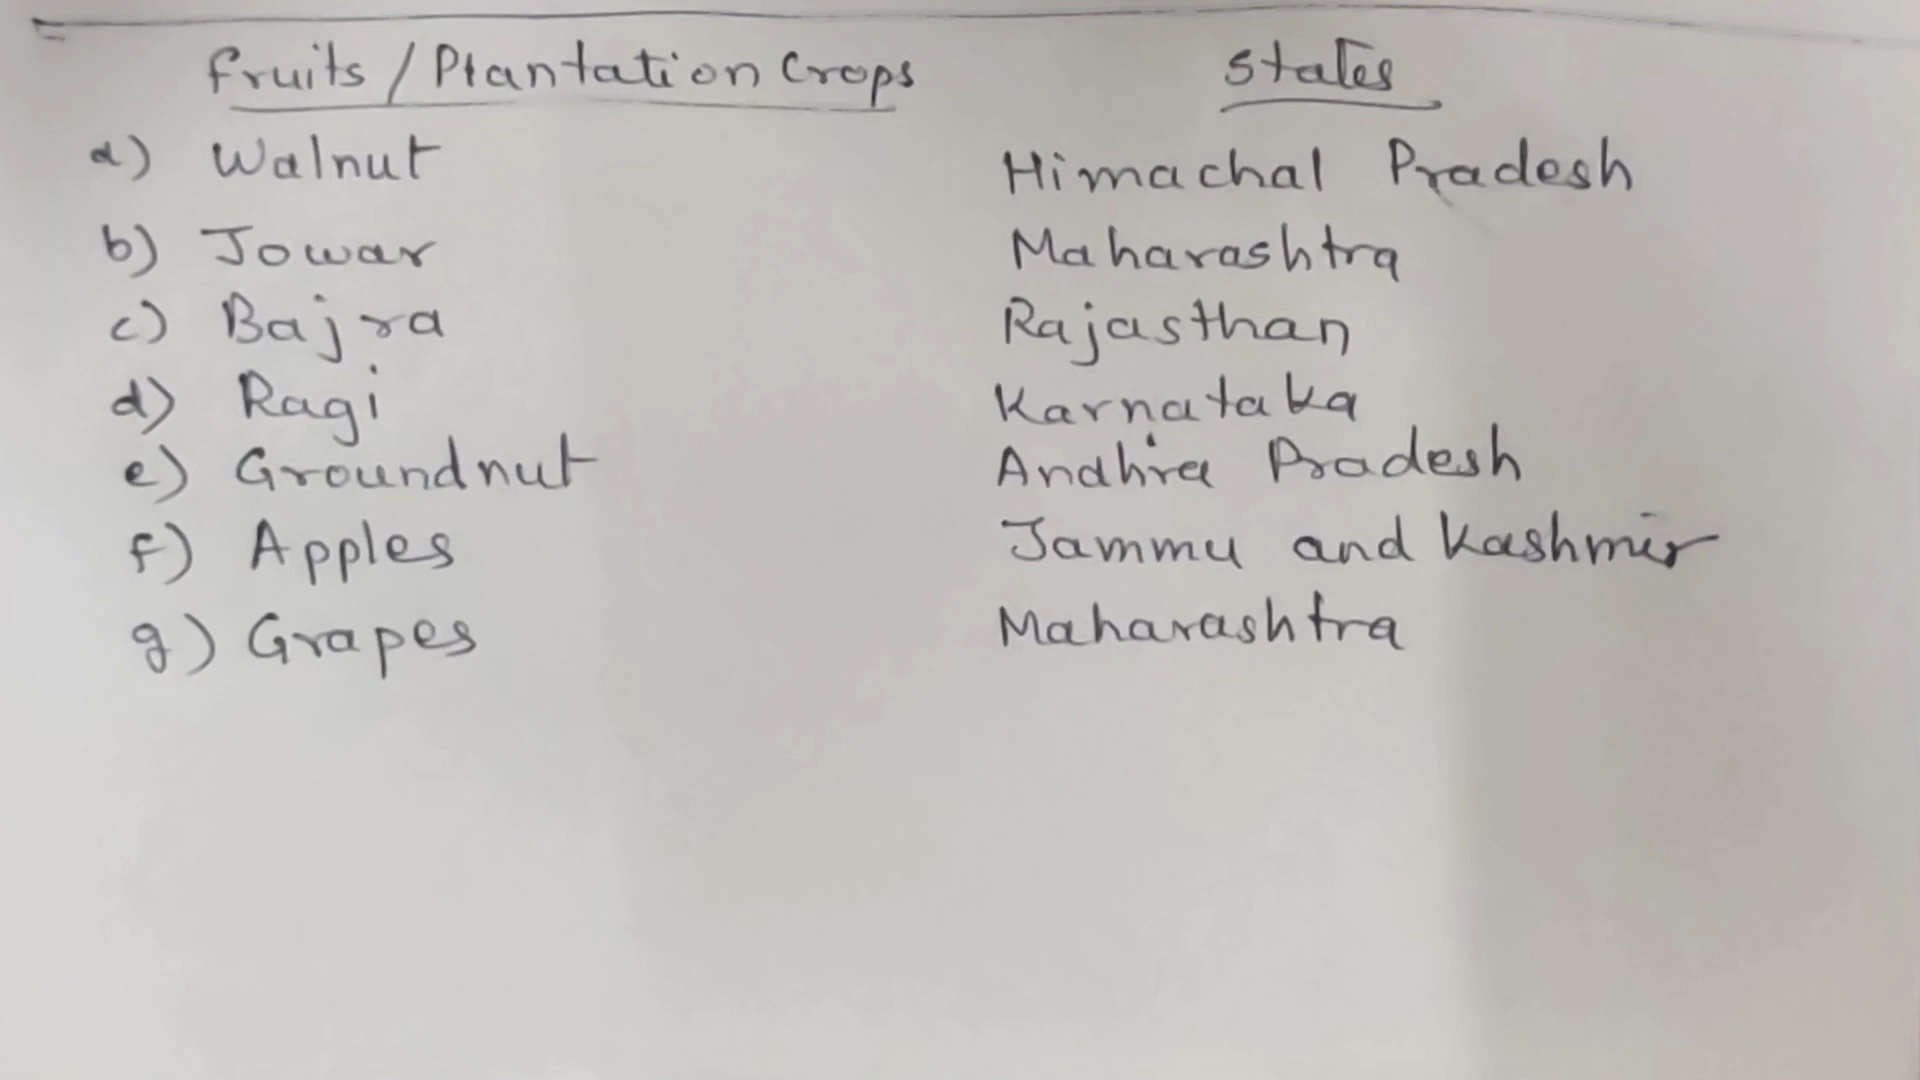 Fruits / Plantation Crops States
a) Walnut Himachal Pradesh
b) Jowar Maharashtra
c) Bajra Rajasthan
d) Ragi Karnataka
e) Groundnut Andhra Pradesh
f) Apples Jammu and Kashmir
g) Grapes Maharashtra